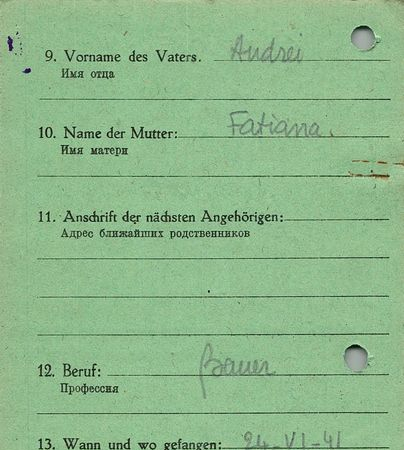 9. Vorname des Vaters. Andrei
Имя отца
10. Name der Mutter: Tatiana.
Имя матери
11. Anschrift der nächsten Angehörigen:
Адрес ближайших родственников
12. Beruf: Bauer
Профессия
13. Wann und wo gefangen: 24-VI-41